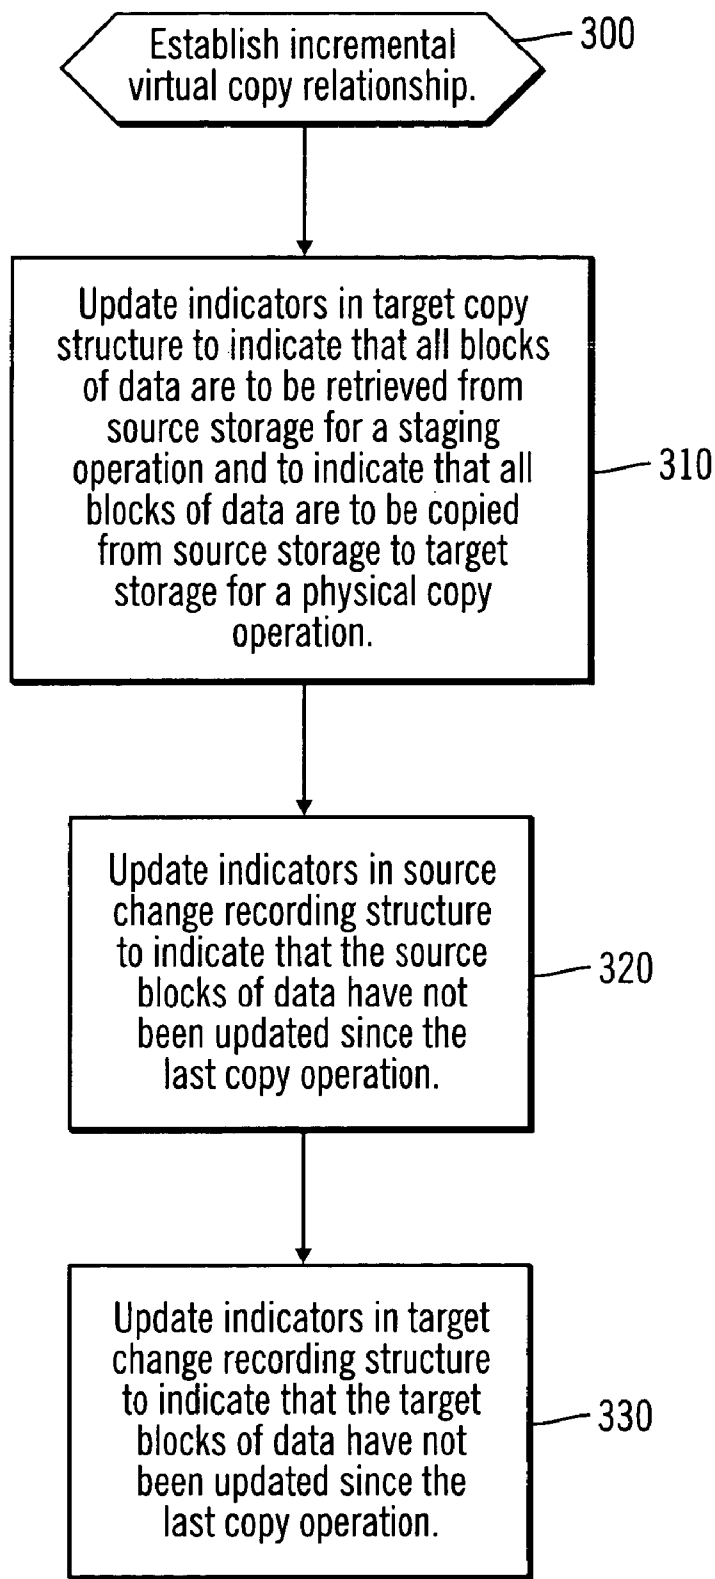 Establish incremental
virtual copy relationship.
300
Update indicators in target copy
structure to indicate that all blocks
of data are to be retrieved from
source storage for a staging
operation and to indicate that all
blocks of data are to be copied
from source storage to target
storage for a physical copy
operation.
310
Update indicators in source
change recording structure
to indicate that the source
blocks of data have not
been updated since the
last copy operation.
320
Update indicators in target
change recording structure
to indicate that the target
blocks of data have not
been updated since the
last copy operation.
330